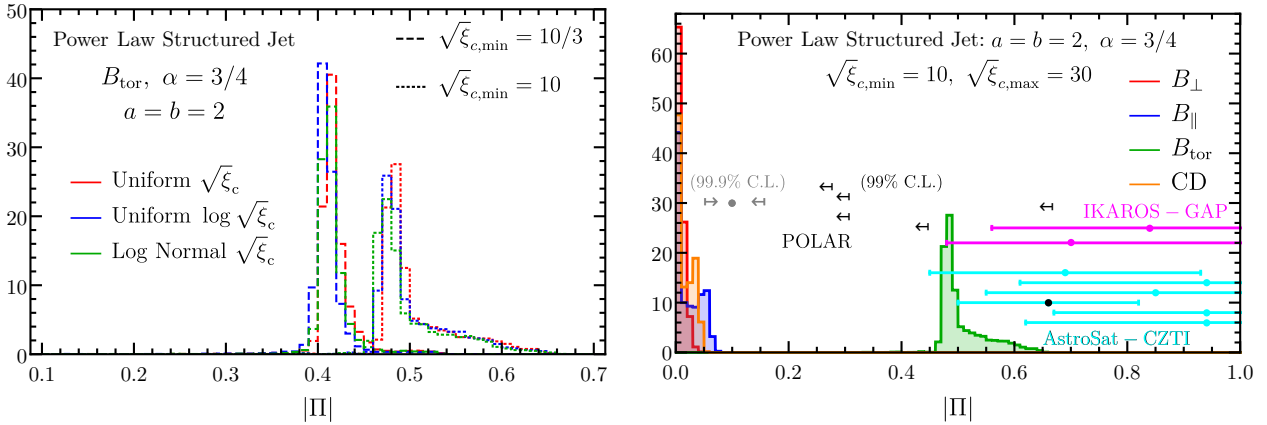 Power Law Structured Jet
B_tor, α = 3/4
a = b = 2
√ξ_c,min = 10/3
√ξ_c,min = 10
Uniform √ξ_c
Uniform log √ξ_c
Log Normal √ξ_c
50
40
30
20
10
0
0.1 0.2 0.3 0.4 0.5 0.6 0.7
|Π|
Power Law Structured Jet: a = b = 2, α = 3/4
√ξ_c,min = 10, √ξ_c,max = 30
B_⊥
B_∥
B_tor
CD
(99.9% C.L.)
(99% C.L.)
POLAR
IKAROS − GAP
AstroSat − CZTI
60
50
40
30
20
10
0
0.0 0.2 0.4 0.6 0.8 1.0
|Π|